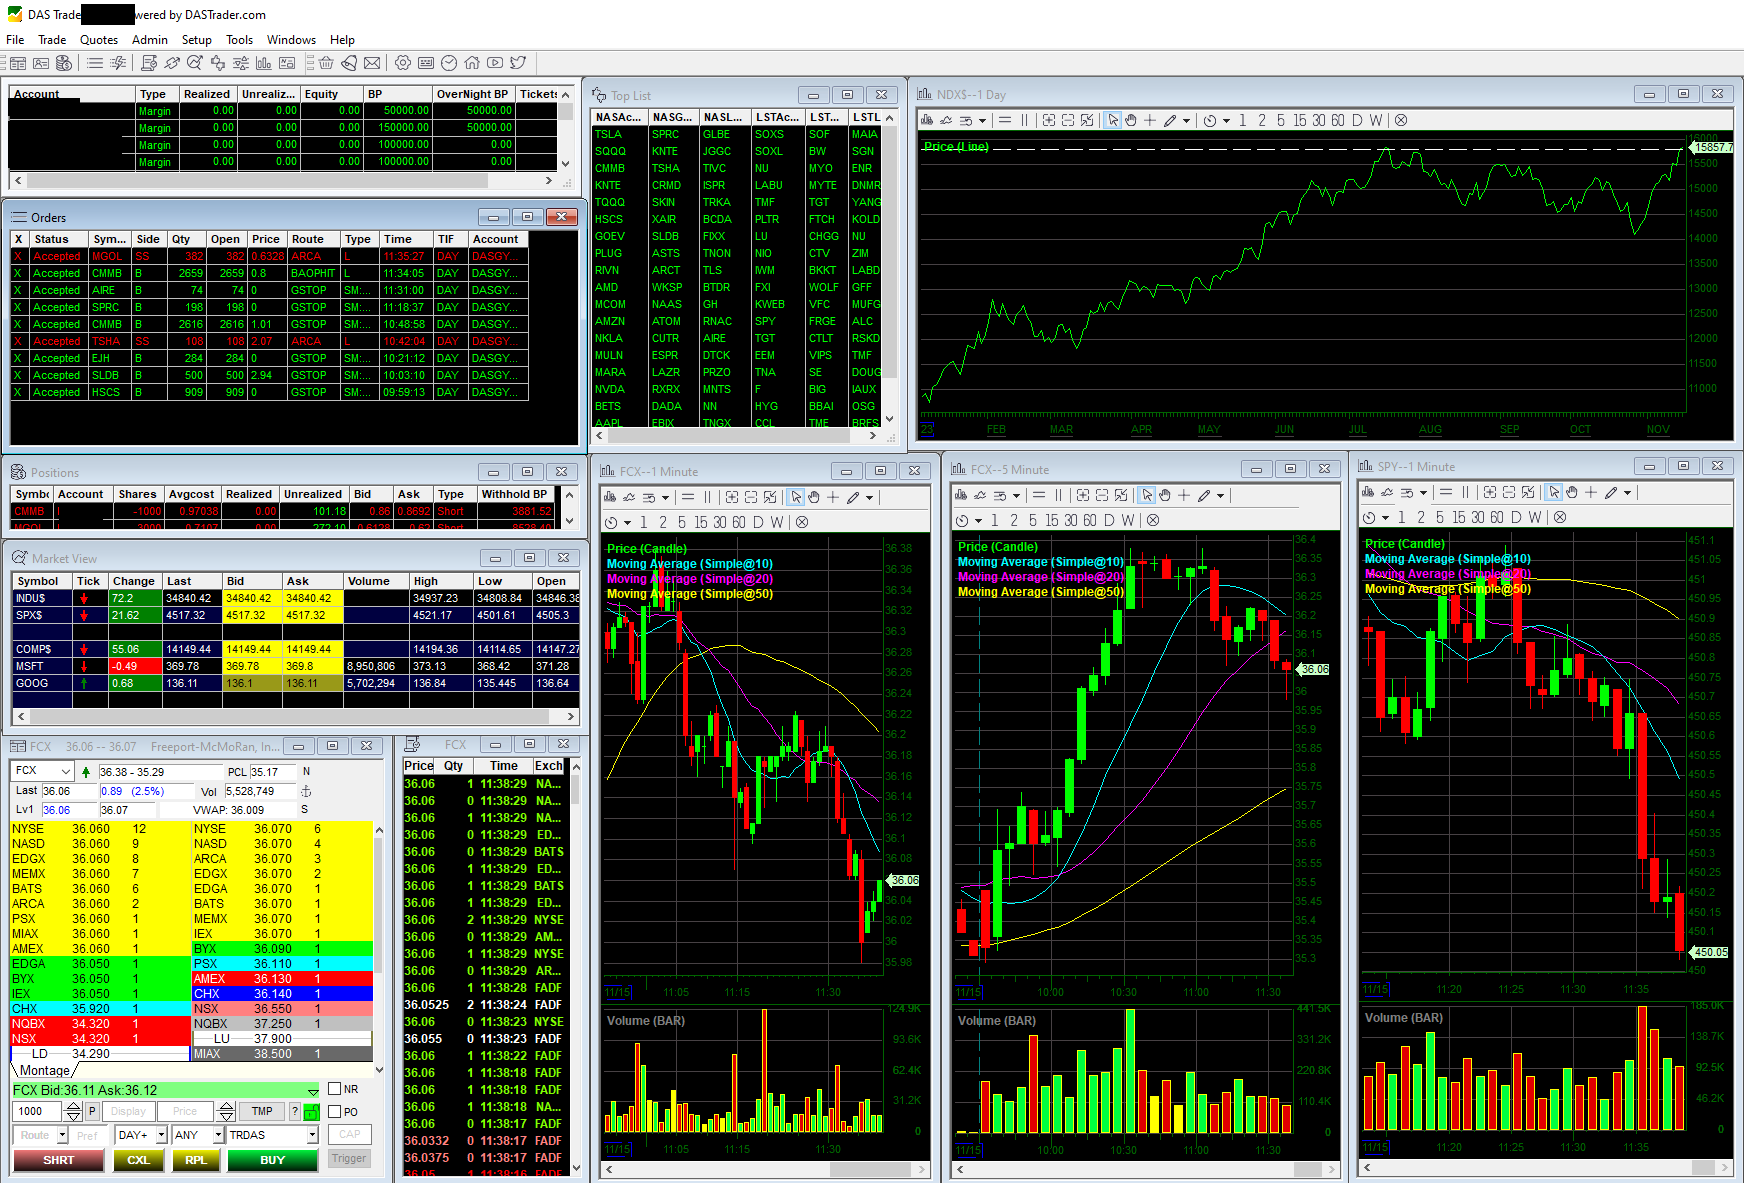 DAS Trade wered by DASTrader.com
File Trade Quotes Admin Setup Tools Windows Help
Account Type Realized Unrealiz... Equity BP OverNight BP Tickets
Margin 0.00 0.00 0.00 50000.00 50000.00
Margin 0.00 0.00 0.00 150000.00 50000.00
Margin 0.00 0.00 0.00 100000.00 0.00
Margin 0.00 0.00 0.00 100000.00 0.00
Orders
X Status Sym... Side Qty Open Price Route Type Time TIF Account
X Accepted MGOL SS 382 382 0.6328 ARCA L 11:35:27 DAY DASGY...
X Accepted CMMB B 2659 2659 0.8 BAOPHIT L 11:34:05 DAY DASGY...
X Accepted AIRE B 74 74 0 GSTOP SM:... 11:31:00 DAY DASGY...
X Accepted SPRC B 198 198 0 GSTOP SM:... 11:18:37 DAY DASGY...
X Accepted CMMB B 2616 2616 1.01 GSTOP SM:... 10:48:58 DAY DASGY...
X Accepted TSHA SS 108 108 2.07 ARCA L 10:42:04 DAY DASGY...
X Accepted EJH B 284 284 0 GSTOP SM:... 10:21:12 DAY DASGY...
X Accepted SLDB B 500 500 2.94 GSTOP SM:... 10:03:10 DAY DASGY...
X Accepted HSCS B 909 909 0 GSTOP SM:... 09:59:13 DAY DASGY...
Top List
NASAc... NASG... NASL... LSTAc... LST... LSTL
TSLA SPRC GLBE SOXS SOF MAIA
SQQQ KNTE JGGC SOXL BW SGN
CMMB TSHA TIVC NU MYO ENR
KNTE CRMD ISPR LABU MYTE DNMR
TQQQ SKIN TRKA TMF TGT YANG
HSCS XAIR BCDA PLTR FTCH KOLD
GOEV SLDB FIXX LU CHGG NU
PLUG ASTS TNON NIO CTV ZIM
RIVN ARCT TLS IWM BKKT LABD
AMD WKSP BTDR FXI WOLF GFF
MCOM NAAS GH KWEB VFC MUFG
AMZN ATOM RNAC SPY FRGE ALC
NKLA CUTR AIRE TGT CTLT RSKD
MULN ESPR DTCK EEM VIPS TMF
MARA LAZR PRZO TNA SE DOUG
NVDA RXRX MNTS F BIG IAUX
BETS DADA NN HYG BBAI OSG
AAPL EBIX TNGX CCL TME BRFS
NDX$--1 Day
1 2 5 15 30 60 D W
Price (Line)
16000
15857.7
15500
15000
14500
14000
13500
13000
12500
12000
11500
11000
23 FEB MAR APR MAY JUN JUL AUG SEP OCT NOV
Positions
Symbo Account Shares Avgcost Realized Unrealized Bid Ask Type Withhold BP
CMMB -1000 0.97038 0.00 101.18 0.86 0.8692 Short 3881.52
MGOL -3000 0.7107 0.00 272.10 0.6128 0.62 Short 8528.40
Market View
Symbol Tick Change Last Bid Ask Volume High Low Open
INDU$ 72.2 34840.42 34840.42 34840.42 34937.23 34808.84 34846.38
SPX$ 21.62 4517.32 4517.32 4517.32 4521.17 4501.61 4505.3
COMP$ 55.06 14149.44 14149.44 14149.44 14194.36 14114.65 14147.27
MSFT -0.49 369.78 369.78 369.8 8,950,806 373.13 368.42 371.28
GOOG 0.68 136.11 136.1 136.11 5,702,294 136.84 135.445 136.64
FCX 36.06 -- 36.07 Freeport-McMoRan, In...
FCX 36.38 - 35.29 PCL 35.17 N
Last 36.06 0.89 (2.5%) Vol 5,528,749
Lv1 36.06 36.07 VWAP: 36.009 S
NYSE 36.060 12 NYSE 36.070 6
NASD 36.060 9 NASD 36.070 4
EDGX 36.060 8 ARCA 36.070 3
MEMX 36.060 7 EDGX 36.070 2
BATS 36.060 6 EDGA 36.070 1
ARCA 36.060 2 BATS 36.070 1
PSX 36.060 1 MEMX 36.070 1
MIAX 36.060 1 IEX 36.070 1
AMEX 36.060 1 BYX 36.090 1
EDGA 36.050 1 PSX 36.110 1
BYX 36.050 1 AMEX 36.130 1
IEX 36.050 1 CHX 36.140 1
CHX 35.920 1 NSX 36.550 1
NQBX 34.320 1 NQBX 37.250 1
NSX 34.320 1 LU 37.900
LD 34.290 MIAX 38.500 1
Montage
FCX Bid:36.11 Ask:36.12 NR
1000 P Display Price TMP ? PO
Route Pref DAY+ ANY TRDAS CAP
SHRT CXL RPL BUY Trigger
FCX
Price Qty Time Exch
36.06 1 11:38:29 NA...
36.06 0 11:38:29 NA...
36.06 1 11:38:29 NA...
36.06 0 11:38:29 ED...
36.06 0 11:38:29 BATS
36.06 1 11:38:29 ED...
36.06 0 11:38:29 BATS
36.06 1 11:38:29 ED...
36.06 2 11:38:29 NYSE
36.06 0 11:38:29 AM...
36.06 1 11:38:29 NYSE
36.06 0 11:38:29 AR...
36.06 0 11:38:28 FADF
36.0525 2 11:38:24 FADF
36.06 0 11:38:23 NYSE
36.055 0 11:38:23 FADF
36.06 1 11:38:22 FADF
36.06 0 11:38:18 FADF
36.06 0 11:38:18 FADF
36.06 0 11:38:18 NA...
36.06 0 11:38:17 FADF
36.0332 0 11:38:17 FADF
36.0375 0 11:38:17 FADF
36.05 1 11:38:16 FADF
FCX--1 Minute
1 2 5 15 30 60 D W
Price (Candle)
Moving Average (Simple@10)
Moving Average (Simple@20)
Moving Average (Simple@50)
36.38
36.36
36.34
36.32
36.3
36.28
36.26
36.24
36.22
36.2
36.18
36.16
36.14
36.12
36.1
36.08
36.06
36.04
36.02
36
35.98
11/15 11:05 11:15 11:30
Volume (BAR)
124.9K
93.6K
62.4K
31.2K
0
11/15 11:05 11:15 11:30
FCX--5 Minute
1 2 5 15 30 60 D W
Price (Candle)
Moving Average (Simple@10)
Moving Average (Simple@20)
Moving Average (Simple@50)
36.4
36.35
36.3
36.25
36.2
36.15
36.1
36.06
36
35.95
35.9
35.85
35.8
35.75
35.7
35.65
35.6
35.55
35.5
35.45
35.4
35.35
35.3
11/15 10:00 10:30 11:00 11:30
Volume (BAR)
441.5K
331.2K
220.8K
110.4K
0
11/15 10:00 10:30 11:00 11:30
SPY--1 Minute
1 2 5 15 30 60 D W
Price (Candle)
Moving Average (Simple@10)
Moving Average (Simple@20)
Moving Average (Simple@50)
451.1
451.05
451
450.95
450.9
450.85
450.8
450.75
450.7
450.65
450.6
450.55
450.5
450.45
450.4
450.35
450.3
450.25
450.2
450.15
450.1
450.05
450
11/15 11:20 11:25 11:30 11:35
Volume (BAR)
185.0K
138.7K
92.5K
46.2K
0
11/15 11:20 11:25 11:30 11:35